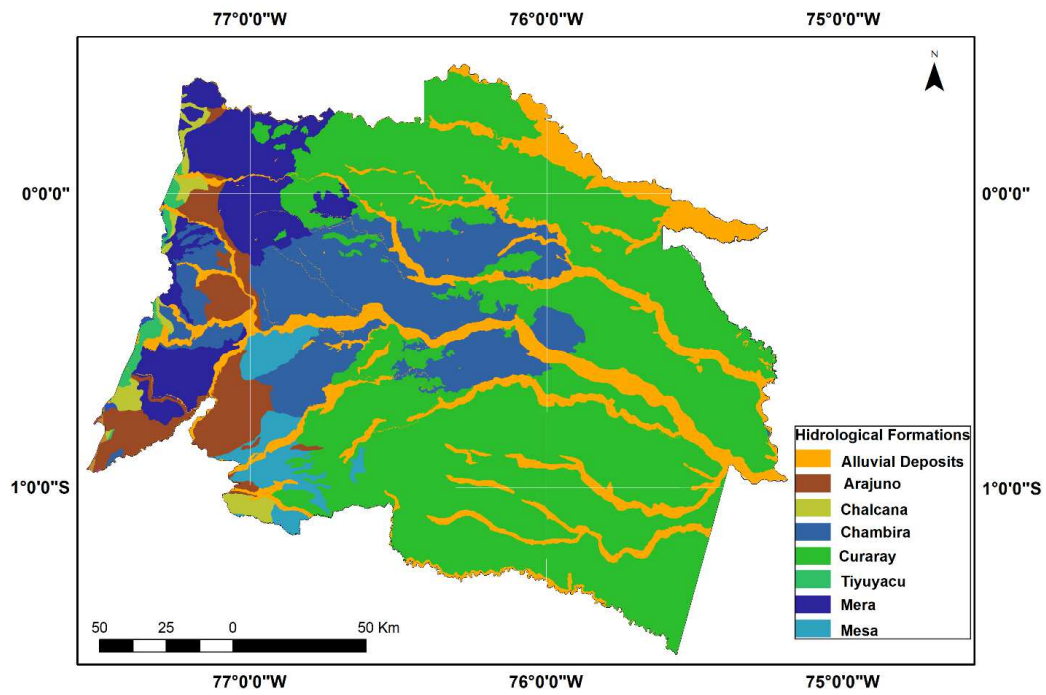 77°0'0"W 76°0'0"W 75°0'0"W
N
0°0'0" 0°0'0"
Hidrological Formations
Alluvial Deposits
Arajuno
1°0'0"S 1°0'0"S
Chalcana
Chambira
Curaray
Tiyuyacu
Mera
Mesa
50 25 0 50 Km
77°0'0"W 76°0'0"W 75°0'0"W